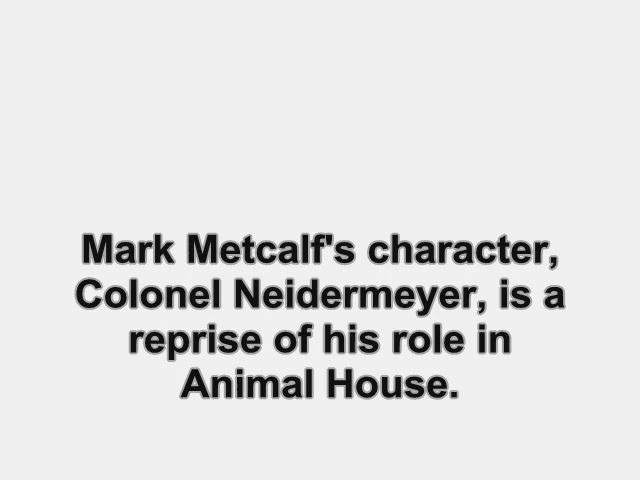 Mark Metcalf's character,
Colonel Neidermeyer, is a
reprise of his role in
Animal House.